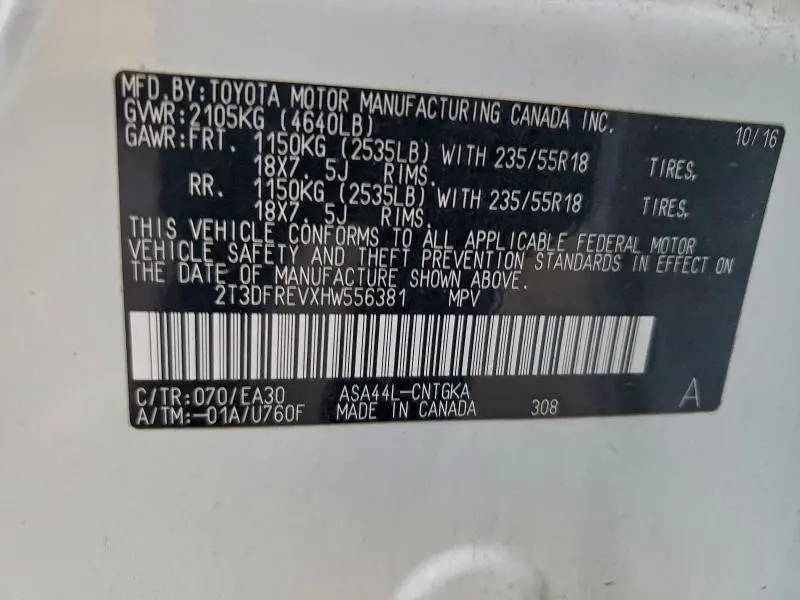 MFD.BY:TOYOTA MOTOR MANUFACTURING CANADA INC. 10/16
GVWR:2105KG (4640LB)
GAWR:FRT. 1150KG (2535LB) WITH 235/55R18 TIRES,
18X7. 5J RIMS.
RR. 1150KG (2535LB) WITH 235/55R18 TIRES,
18X7. 5J RIMS.
THIS VEHICLE CONFORMS TO ALL APPLICABLE FEDERAL MOTOR
VEHICLE SAFETY AND THEFT PREVENTION STANDARDS IN EFFECT ON
THE DATE OF MANUFACTURE SHOWN ABOVE.
2T3DFREVXHW556381 MPV
C/TR:070/EA30 ASA44L-CNTGKA A
A/TM:-01A/U760F MADE IN CANADA 308